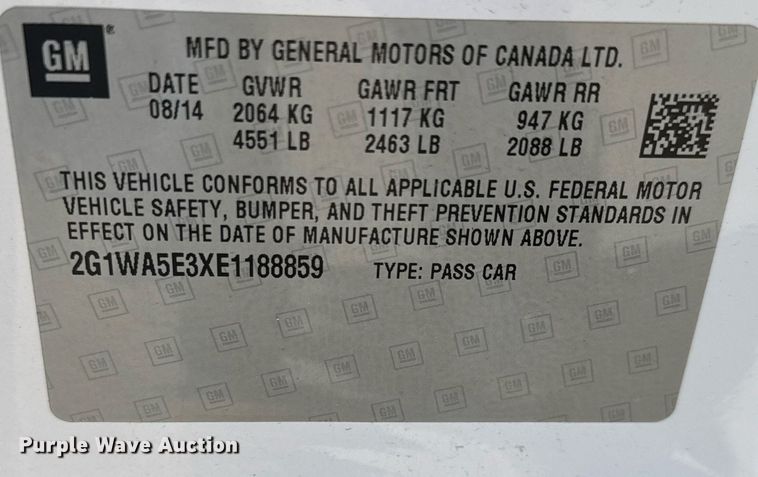 GM®
MFD BY GENERAL MOTORS OF CANADA LTD.
DATE GVWR GAWR FRT GAWR RR
08/14 2064 KG 1117 KG 947 KG
4551 LB 2463 LB 2088 LB
THIS VEHICLE CONFORMS TO ALL APPLICABLE U.S. FEDERAL MOTOR
VEHICLE SAFETY, BUMPER, AND THEFT PREVENTION STANDARDS IN
EFFECT ON THE DATE OF MANUFACTURE SHOWN ABOVE.
2G1WA5E3XE1188859 TYPE: PASS CAR
Purple Wave Auction